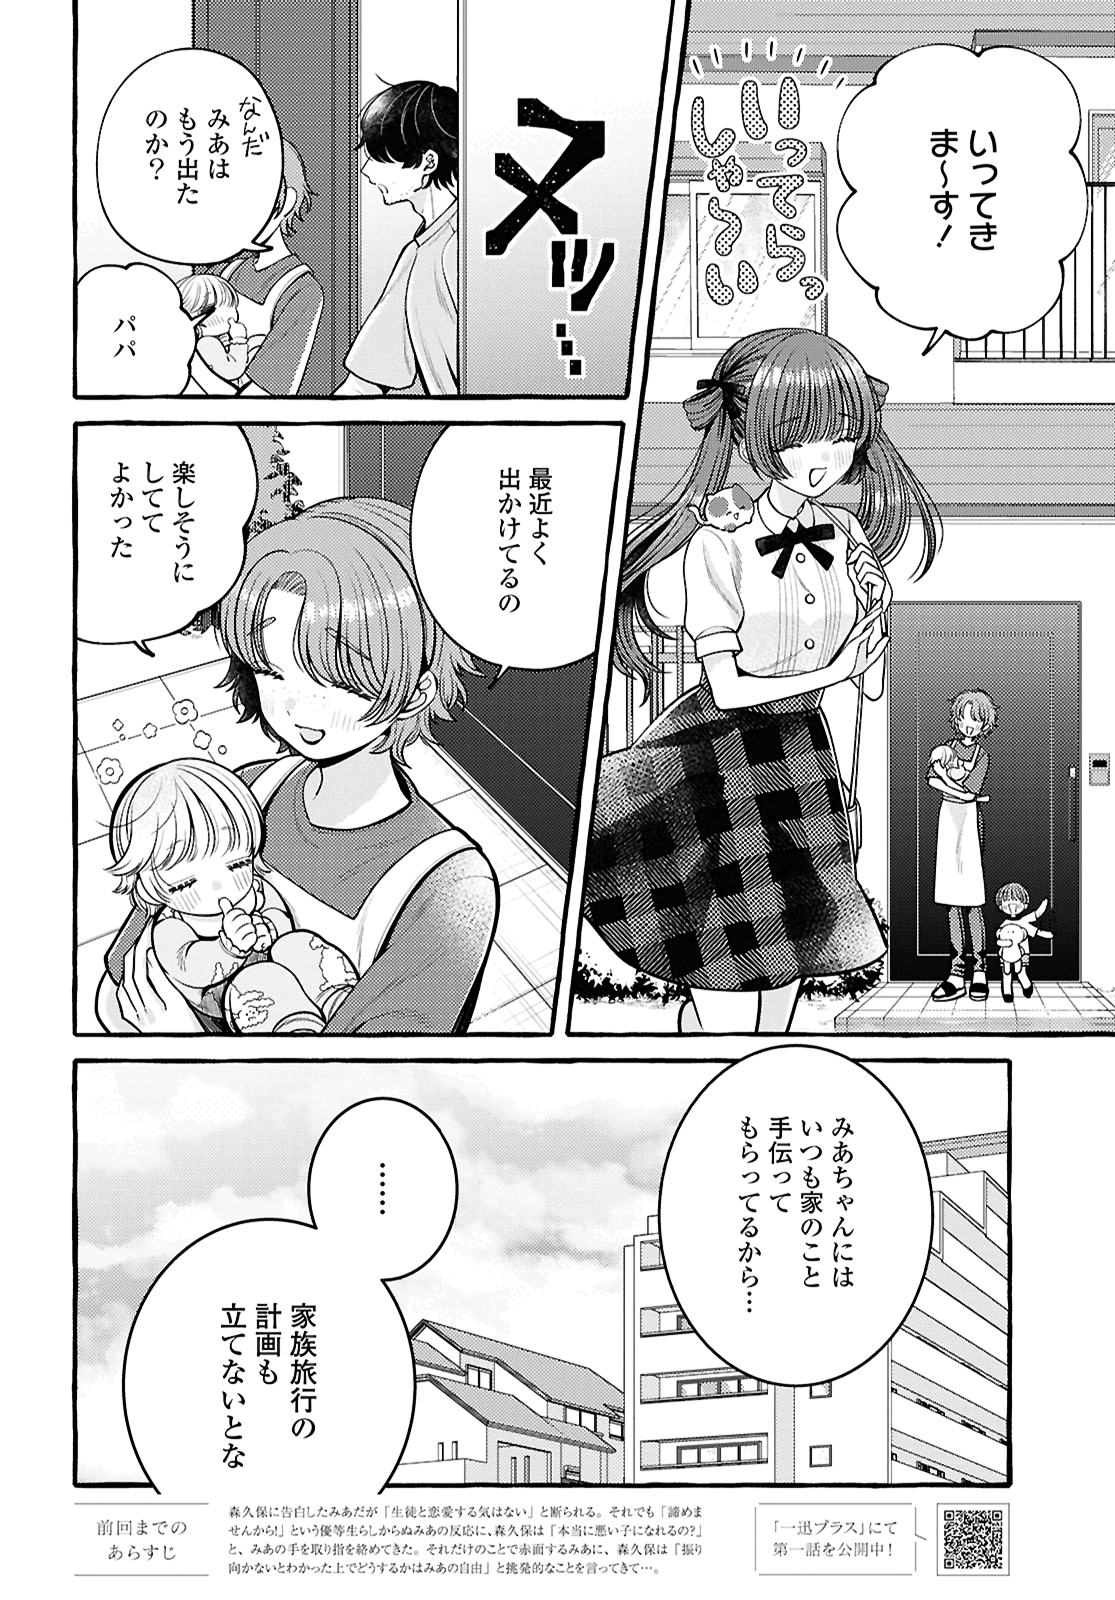 いってき
ま～す!
いってらっ
しゃ～い
ヌッ…
なんだ
みあは
もう出た
のか?
パパ
最近よく
出かけてるの
楽しそうに
してて
よかった
みあちゃんには
いつも家のこと
手伝って
もらってるから…
……
家族旅行の
計画も
立てないとな
前回までの
あらすじ
森久保に告白したみあだが「生徒と恋愛する気はない」と断られる。それでも「諦めま
せんから!」という優等生らしからぬみあの反応に、森久保は「本当に悪い子になれるの?」
と、みあの手を取り指を絡めてきた。それだけのことで赤面するみあに、森久保は「振り
向かないとわかった上でどうするかはみあの自由」と挑発的なことを言ってきて…。
「一迅プラス」にて
第一話を公開中!